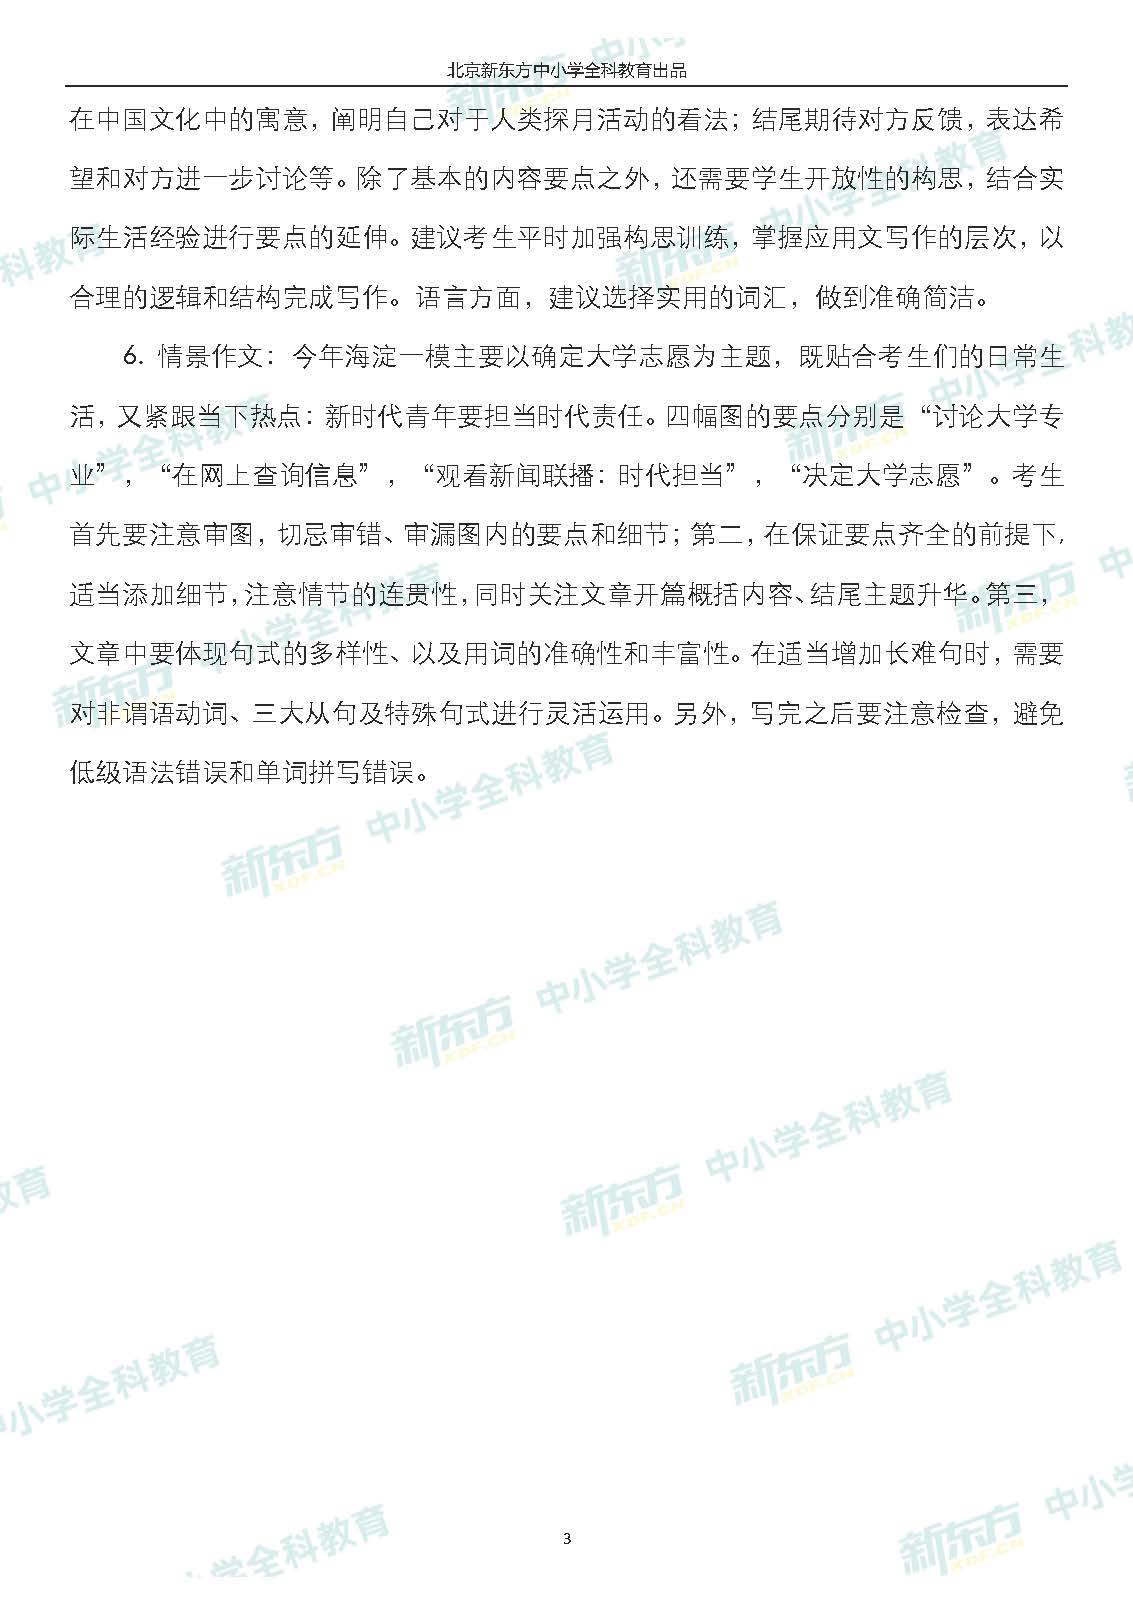 北京新东方中小学全科教育出品
在中国文化中的寓意，阐明自己对于人类探月活动的看法；结尾期待对方反馈，表达希
望和对方进一步讨论等。除了基本的内容要点之外，还需要学生开放性的构思，结合实
际生活经验进行要点的延伸。建议考生平时加强构思训练，掌握应用文写作的层次，以
合理的逻辑和结构完成写作。语言方面，建议选择实用的词汇，做到准确简洁。
6. 情景作文：今年海淀一模主要以确定大学志愿为主题，既贴合考生们的日常生
活，又紧跟当下热点：新时代青年要担当时代责任。四幅图的要点分别是“讨论大学专
业”，“在网上查询信息”，“观看新闻联播：时代担当”，“决定大学志愿”。考生
首先要注意审图，切忌审错、审漏图内的要点和细节；第二，在保证要点齐全的前提下，
适当添加细节，注意情节的连贯性，同时关注文章开篇概括内容、结尾主题升华。第三，
文章中要体现句式的多样性、以及用词的准确性和丰富性。在适当增加长难句时，需要
对非谓语动词、三大从句及特殊句式进行灵活运用。另外，写完之后要注意检查，避免
低级语法错误和单词拼写错误。
新东方 XDF.CN 中小学全科教育
3